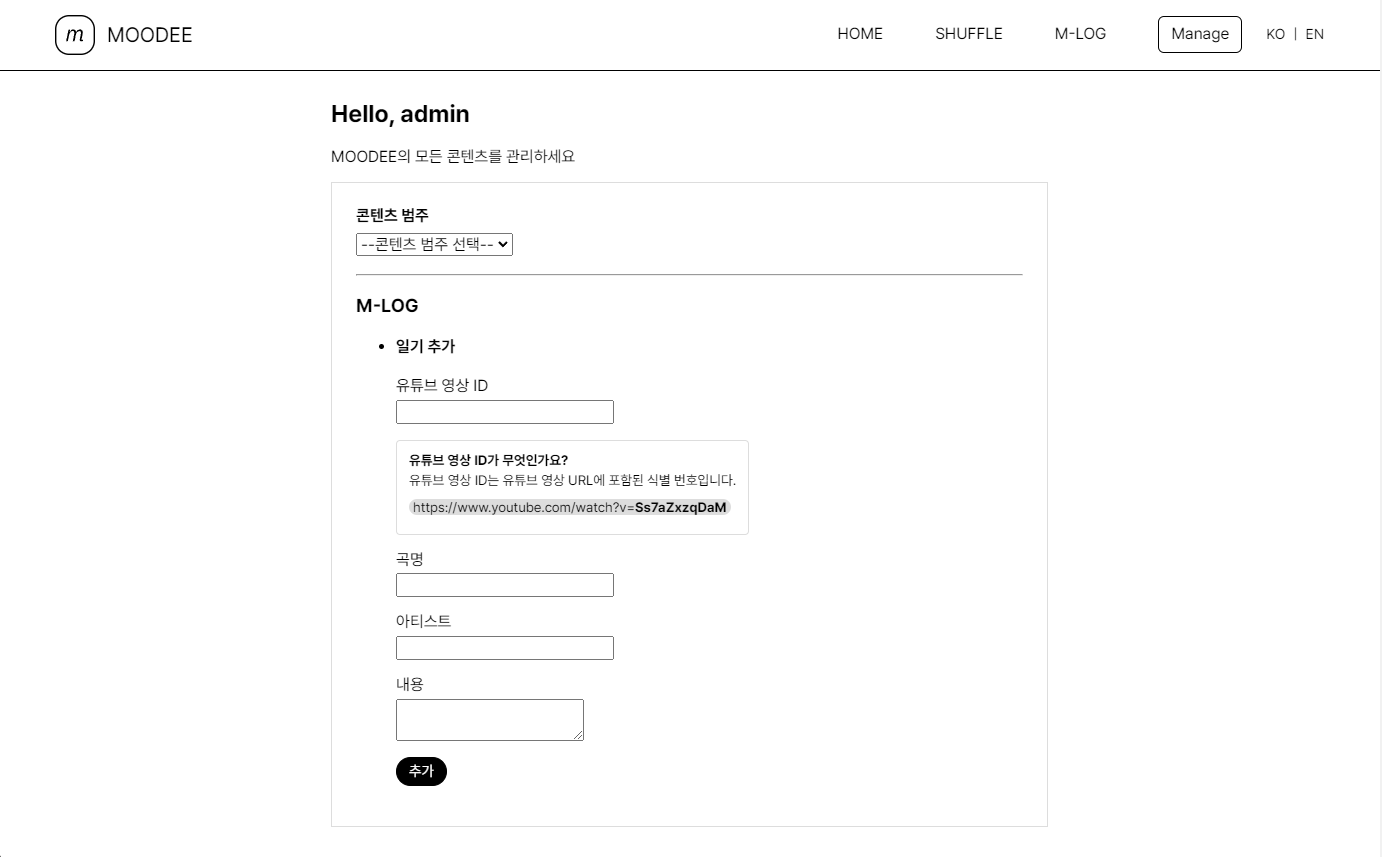 m MOODEE HOME SHUFFLE M-LOG Manage KO | EN
Hello, admin
MOODEE의 모든 콘텐츠를 관리하세요
콘텐츠 범주
--콘텐츠 범주 선택--
M-LOG
• 일기 추가
유튜브 영상 ID
유튜브 영상 ID가 무엇인가요?
유튜브 영상 ID는 유튜브 영상 URL에 포함된 식별 번호입니다.
https://www.youtube.com/watch?v=Ss7aZxzqDaM
곡명
아티스트
내용
추가